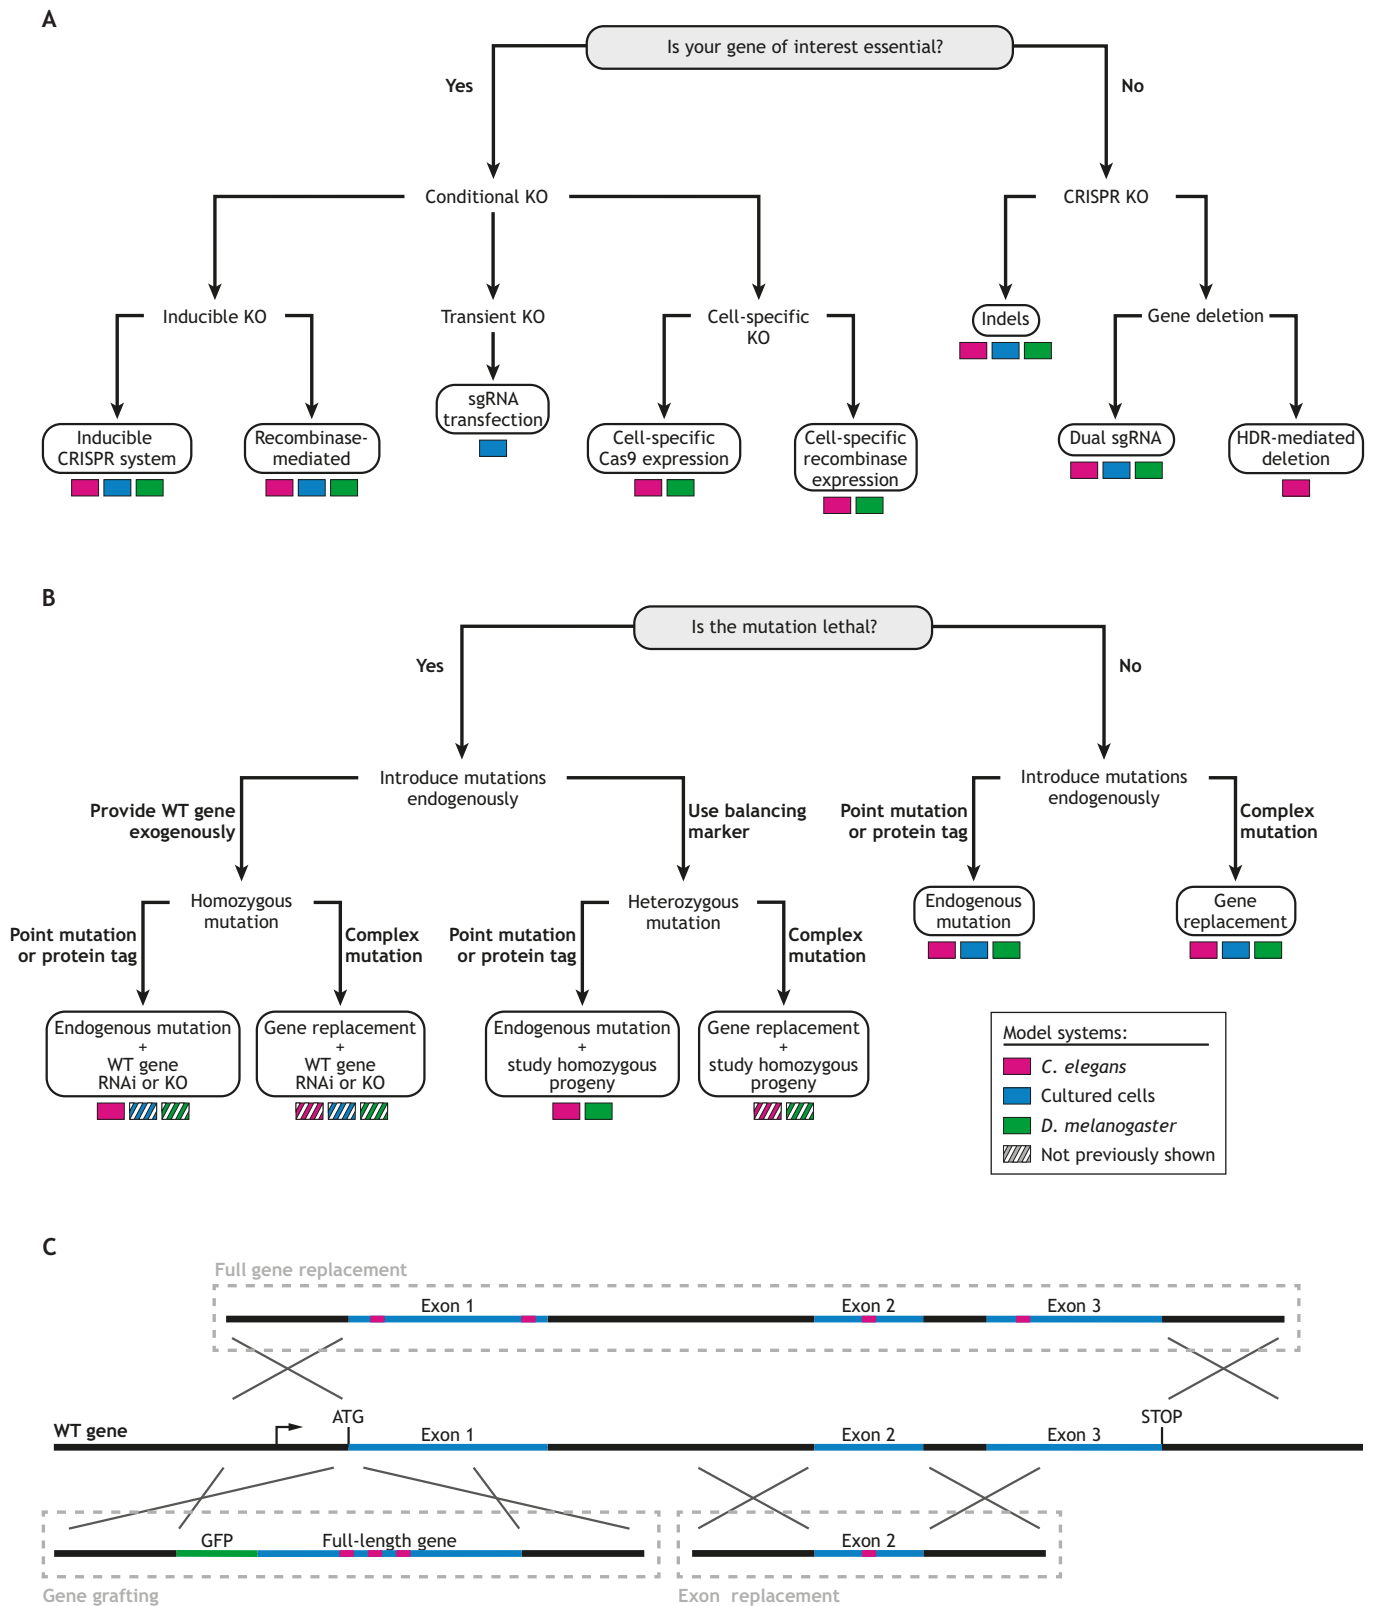 A
Is your gene of interest essential?
Yes
No
Conditional KO
CRISPR KO
Inducible KO
Transient KO
Cell-specific
KO
Indels
Gene deletion
Inducible
CRISPR system
Recombinase-
mediated
sgRNA
transfection
Cell-specific
Cas9 expression
Cell-specific
recombinase
expression
Dual sgRNA
HDR-mediated
deletion
B
Is the mutation lethal?
Yes
No
Introduce mutations
endogenously
Introduce mutations
endogenously
Provide WT gene
exogenously
Use balancing
marker
Point mutation
or protein tag
Complex
mutation
Homozygous
mutation
Heterozygous
mutation
Endogenous
mutation
Gene
replacement
Point mutation
or protein tag
Complex
mutation
Point mutation
or protein tag
Complex
mutation
Endogenous mutation
+
WT gene
RNAi or KO
Gene replacement
+
WT gene
RNAi or KO
Endogenous mutation
+
study homozygous
progeny
Gene replacement
+
study homozygous
progeny
Model systems:
C. elegans
Cultured cells
D. melanogaster
Not previously shown
C
Full gene replacement
Exon 1
Exon 2
Exon 3
WT gene
ATG
STOP
Exon 1
Exon 2
Exon 3
GFP
Full-length gene
Exon 2
Gene grafting
Exon replacement